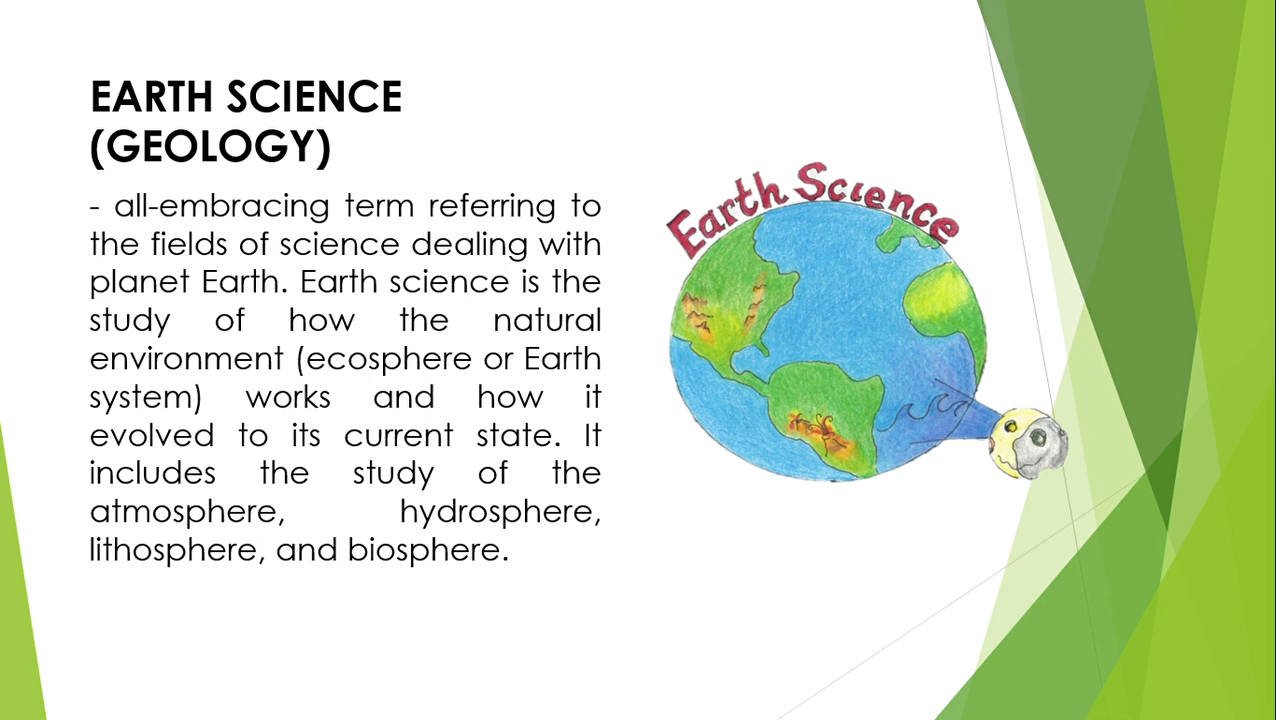 EARTH SCIENCE
(GEOLOGY)
- all-embracing term referring to
the fields of science dealing with
planet Earth. Earth science is the
study of how the natural
environment (ecosphere or Earth
system) works and how it
evolved to its current state. It
includes the study of the
atmosphere, hydrosphere,
lithosphere, and biosphere.
Earth Science